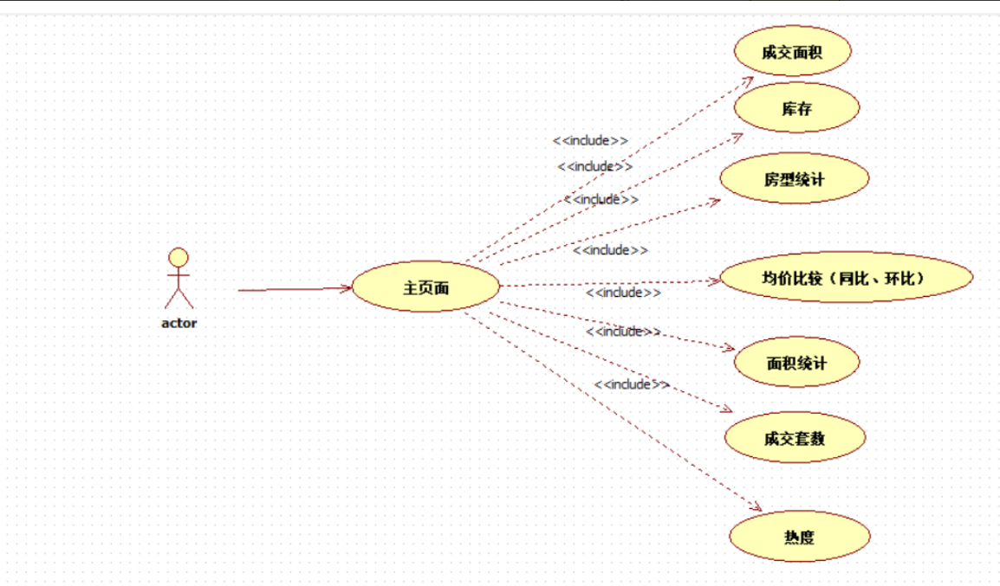 成交面积
库存
<<include>>
<<include>>
房型统计
<<include>>
<<include>>
均价比较（同比、环比）
主页面
<<include>>
actor
<<include>>
面积统计
<<include>>
成交套数
热度